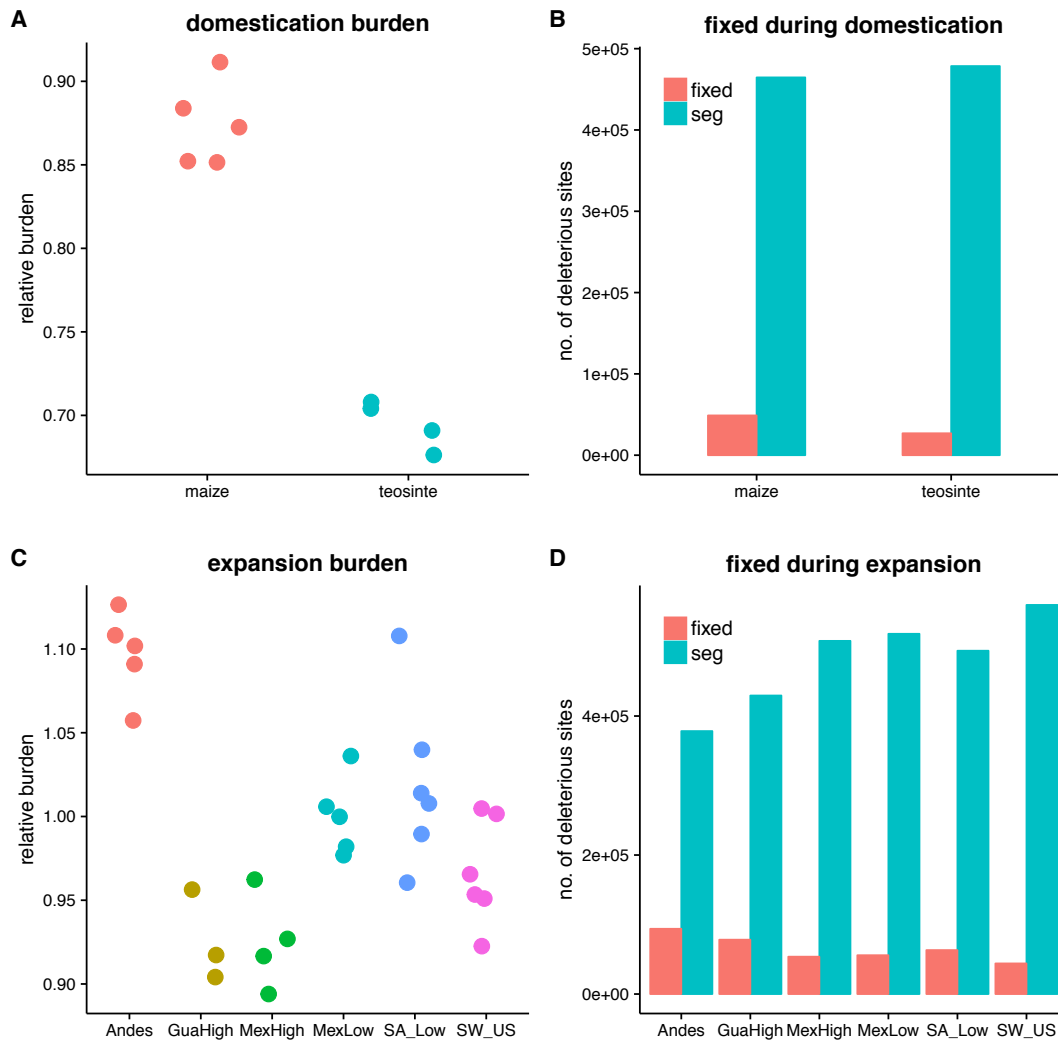 A
domestication burden
relative burden
0.90
0.85
0.80
0.75
0.70
maize
teosinte
B
fixed during domestication
no. of deleterious sites
5e+05
4e+05
3e+05
2e+05
1e+05
0e+00
fixed
seg
maize
teosinte
C
expansion burden
relative burden
1.10
1.05
1.00
0.95
0.90
Andes
GuaHigh
MexHigh
MexLow
SA_Low
SW_US
D
fixed during expansion
no. of deleterious sites
4e+05
2e+05
0e+00
fixed
seg
Andes
GuaHigh
MexHigh
MexLow
SA_Low
SW_US